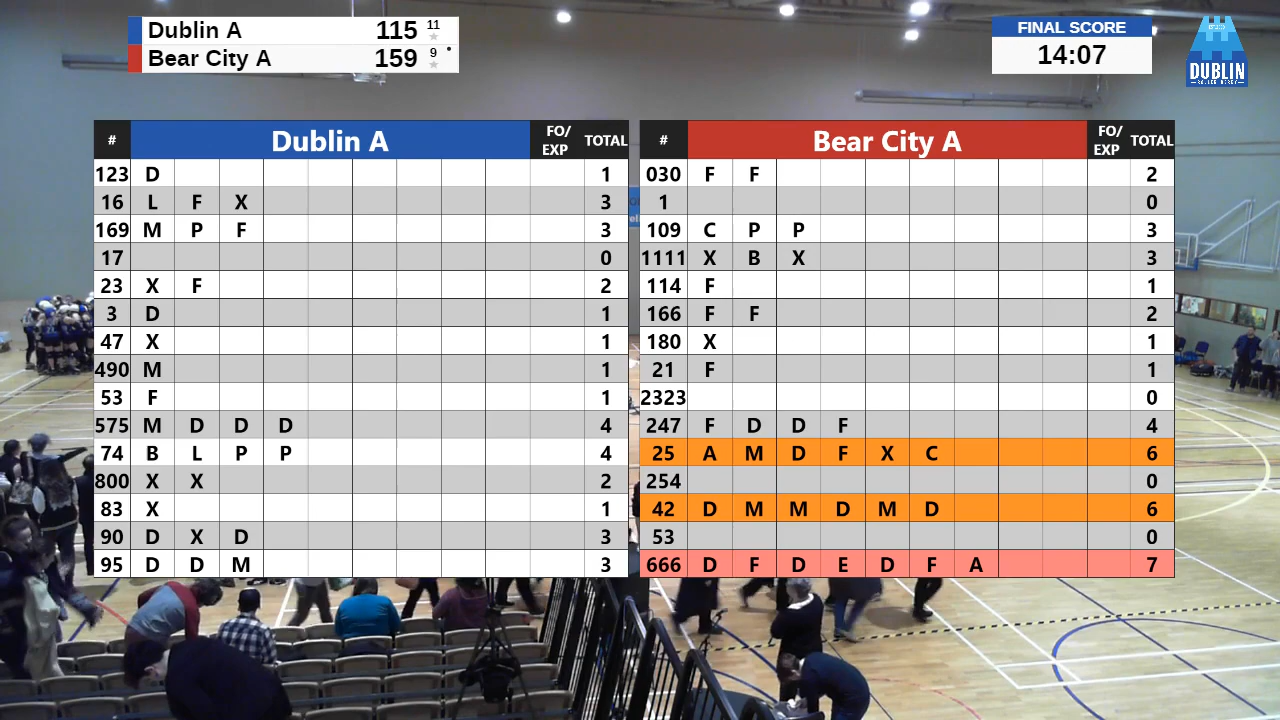 Dublin A 115 11 ★
Bear City A 159 9 ★ •
FINAL SCORE
14:07
DUBLIN
ROLLER DERBY
# Dublin A FO/EXP TOTAL
123 D 1
16 L F X 3
169 M P F 3
17 0
23 X F 2
3 D 1
47 X 1
490 M 1
53 F 1
575 M D D D 4
74 B L P P 4
800 X X 2
83 X 1
90 D X D 3
95 D D M 3
# Bear City A FO/EXP TOTAL
030 F F 2
1 0
109 C P P 3
1111 X B X 3
114 F 1
166 F F 2
180 X 1
21 F 1
2323 0
247 F D D F 4
25 A M D F X C 6
254 0
42 D M M D M D 6
53 0
666 D F D E D F A 7